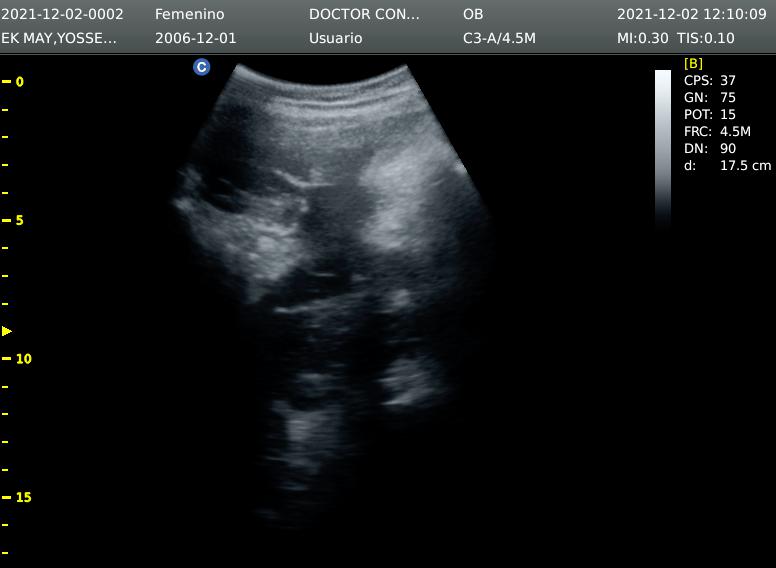 2021-12-02-0002 Femenino DOCTOR CON... OB 2021-12-02 12:10:09
EK MAY,YOSSE... 2006-12-01 Usuario C3-A/4.5M MI:0.30 TIS:0.10
C
[B]
CPS: 37
GN: 75
POT: 15
FRC: 4.5M
DN: 90
d: 17.5 cm
0
5
10
15